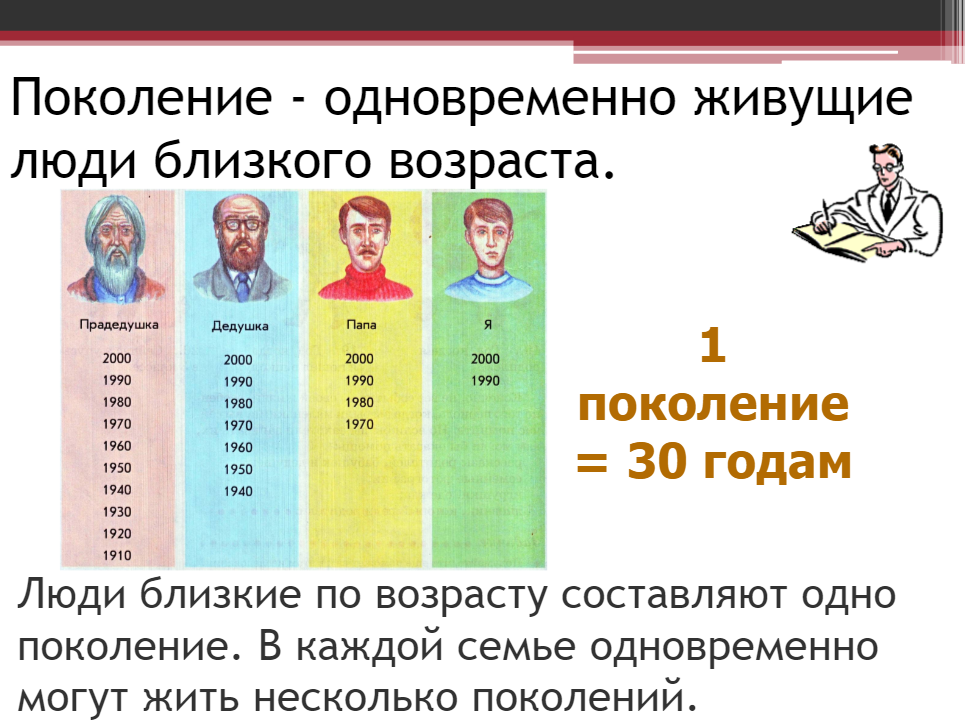 Поколение - одновременно живущие
люди близкого возраста.
Прадедушка
2000
1990
1980
1970
1960
1950
1940
1930
1920
1910
Дедушка
2000
1990
1980
1970
1960
1950
1940
Папа
2000
1990
1980
1970
Я
2000
1990
1
поколение
= 30 годам
Люди близкие по возрасту составляют одно
поколение. В каждой семье одновременно
могут жить несколько поколений.